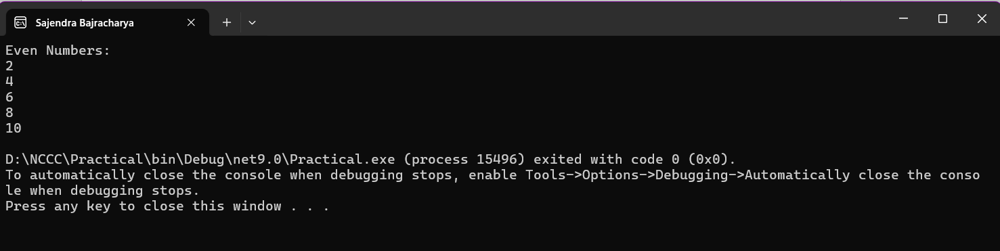 Sajendra Bajracharya
Even Numbers:
2
4
6
8
10
D:\NCCC\Practical\bin\Debug\net9.0\Practical.exe (process 15496) exited with code 0 (0x0).
To automatically close the console when debugging stops, enable Tools->Options->Debugging->Automatically close the conso
le when debugging stops.
Press any key to close this window . . .